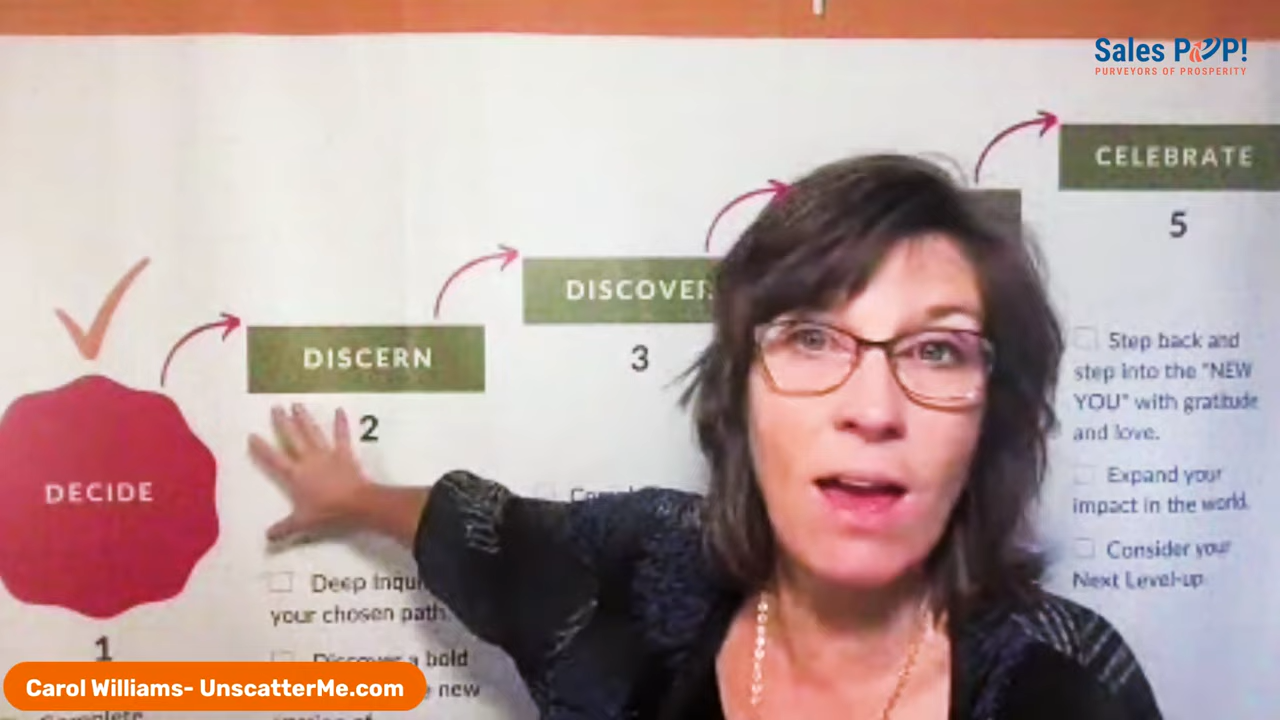 Sales POP!
PURVEYORS OF PROSPERITY
CELEBRATE
5
DISCOVER
3
DISCERN
2
DECIDE
1
Deep Inqui
your chosen path.
Discover a bold
new
Step back and
step into the "NEW
YOU" with gratitude
and love.
Expand your
impact in the world.
Consider your
Next Level-up
Carol Williams- UnscatterMe.com
Complete